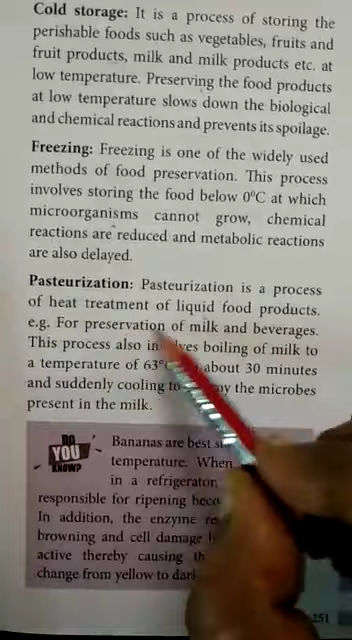 Cold storage: It is a process of storing the
perishable foods such as vegetables, fruits and
fruit products, milk and milk products etc. at
low temperature. Preserving the food products
at low temperature slows down the biological
and chemical reactions and prevents its spoilage.
Freezing: Freezing is one of the widely used
methods of food preservation. This process
involves storing the food below 0°C at which
microorganisms cannot grow, chemical
reactions are reduced and metabolic reactions
are also delayed.
Pasteurization: Pasteurization is a process
of heat treatment of liquid food products.
e.g. For preservation of milk and beverages.
This process also boiling of milk to
a temperature of 63° about 30 minutes
and suddenly cooling to the microbes
present in the milk.
DO YOU KNOW?
Bananas are best
temperature. When
in a refrigerator,
responsible for ripening
In addition, the enzyme
browning and cell damage
active thereby causing
change from yellow to
251